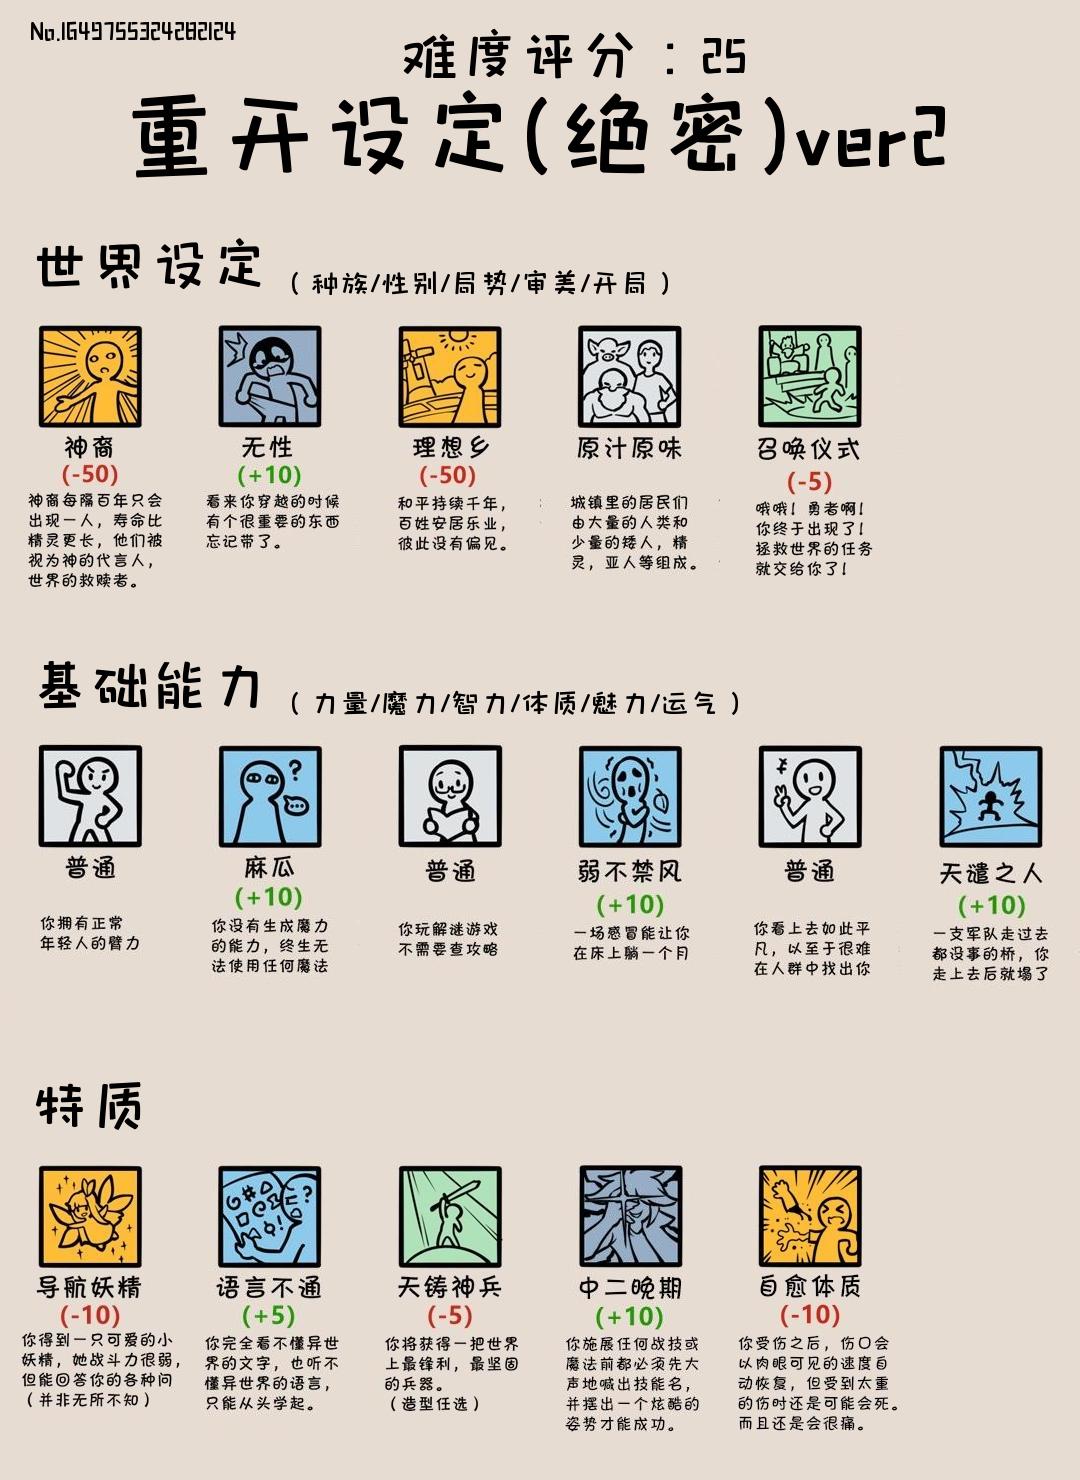 No.1649755324282124
难度评分：25
重开设定(绝密)ver2
世界设定（种族/性别/局势/审美/开局）
神裔
(-50)
神裔每隔百年只会
出现一人，寿命比
精灵更长，他们被
视为神的代言人，
世界的救赎者。
无性
(+10)
看来你穿越的时候
有个很重要的东西
忘记带了。
理想乡
(-50)
和平持续千年，
百姓安居乐业，
彼此没有偏见。
原汁原味
城镇里的居民们
由大量的人类和
少量的矮人，精
灵，亚人等组成。
召唤仪式
(-5)
哦哦！勇者啊！
你终于出现了！
拯救世界的任务
就交给你了！
基础能力（力量/魔力/智力/体质/魅力/运气）
普通
你拥有正常
年轻人的臂力
?
麻瓜
(+10)
你没有生成魔力
的能力，终生无
法使用任何魔法
普通
你玩解谜游戏
不需要查攻略
弱不禁风
(+10)
一场感冒能让你
在床上躺一个月
普通
你看上去如此平
凡，以至于很难
在人群中找出你
天谴之人
(+10)
一支军队走过去
都没事的桥，你
走上去后就塌了
特质
导航妖精
(-10)
你得到一只可爱的小
妖精，她战斗力很弱，
但能回答你的各种问
（并非无所不知）
语言不通
(+5)
你完全看不懂异世
界的文字，也听不
懂异世界的语言，
只能从头学起。
天铸神兵
(-5)
你将获得一把世界
上最锋利，最坚固
的兵器。
（造型任选）
中二晚期
(+10)
你施展任何战技或
魔法前都必须先大
声地喊出技能名，
并摆出一个炫酷的
姿势才能成功。
自愈体质
(-10)
你受伤之后，伤口会
以肉眼可见的速度自
动恢复，但受到太重
的伤时还是可能会死。
而且还是会很痛。